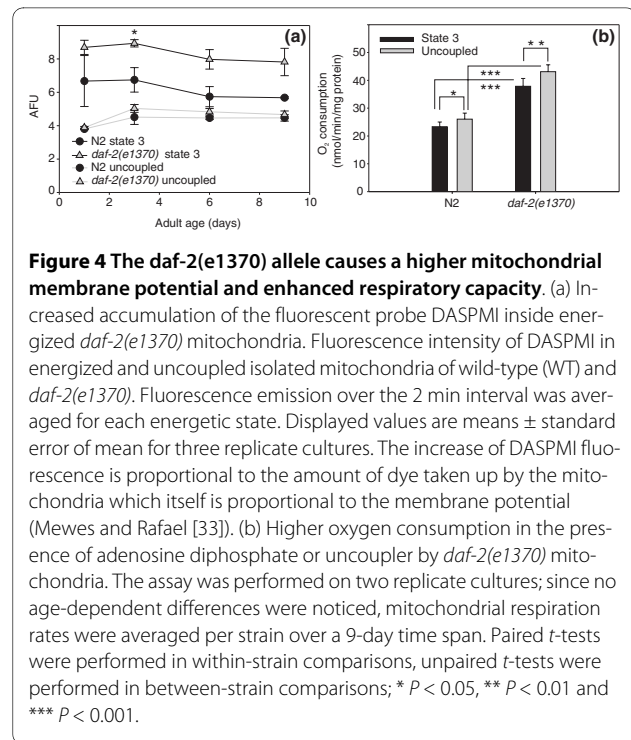 (a)
*
8
6
4
2
0
AFU
N2 state 3
daf-2(e1370) state 3
N2 uncoupled
daf-2(e1370) uncoupled
0 2 4 6 8 10
Adult age (days)
(b)
State 3
Uncoupled
50
40
30
20
10
0
O₂ consumption
(nmol/min/mg protein)
*
***
***
**
N2
daf-2(e1370)
Figure 4 The daf-2(e1370) allele causes a higher mitochondrial
membrane potential and enhanced respiratory capacity. (a) In-
creased accumulation of the fluorescent probe DASPMI inside ener-
gized daf-2(e1370) mitochondria. Fluorescence intensity of DASPMI in
energized and uncoupled isolated mitochondria of wild-type (WT) and
daf-2(e1370). Fluorescence emission over the 2 min interval was aver-
aged for each energetic state. Displayed values are means ± standard
error of mean for three replicate cultures. The increase of DASPMI fluo-
rescence is proportional to the amount of dye taken up by the mito-
chondria which itself is proportional to the membrane potential
(Mewes and Rafael [33]). (b) Higher oxygen consumption in the pres-
ence of adenosine diphosphate or uncoupler by daf-2(e1370) mito-
chondria. The assay was performed on two replicate cultures; since no
age-dependent differences were noticed, mitochondrial respiration
rates were averaged per strain over a 9-day time span. Paired t-tests
were performed in within-strain comparisons, unpaired t-tests were
performed in between-strain comparisons; * P < 0.05, ** P < 0.01 and
*** P < 0.001.